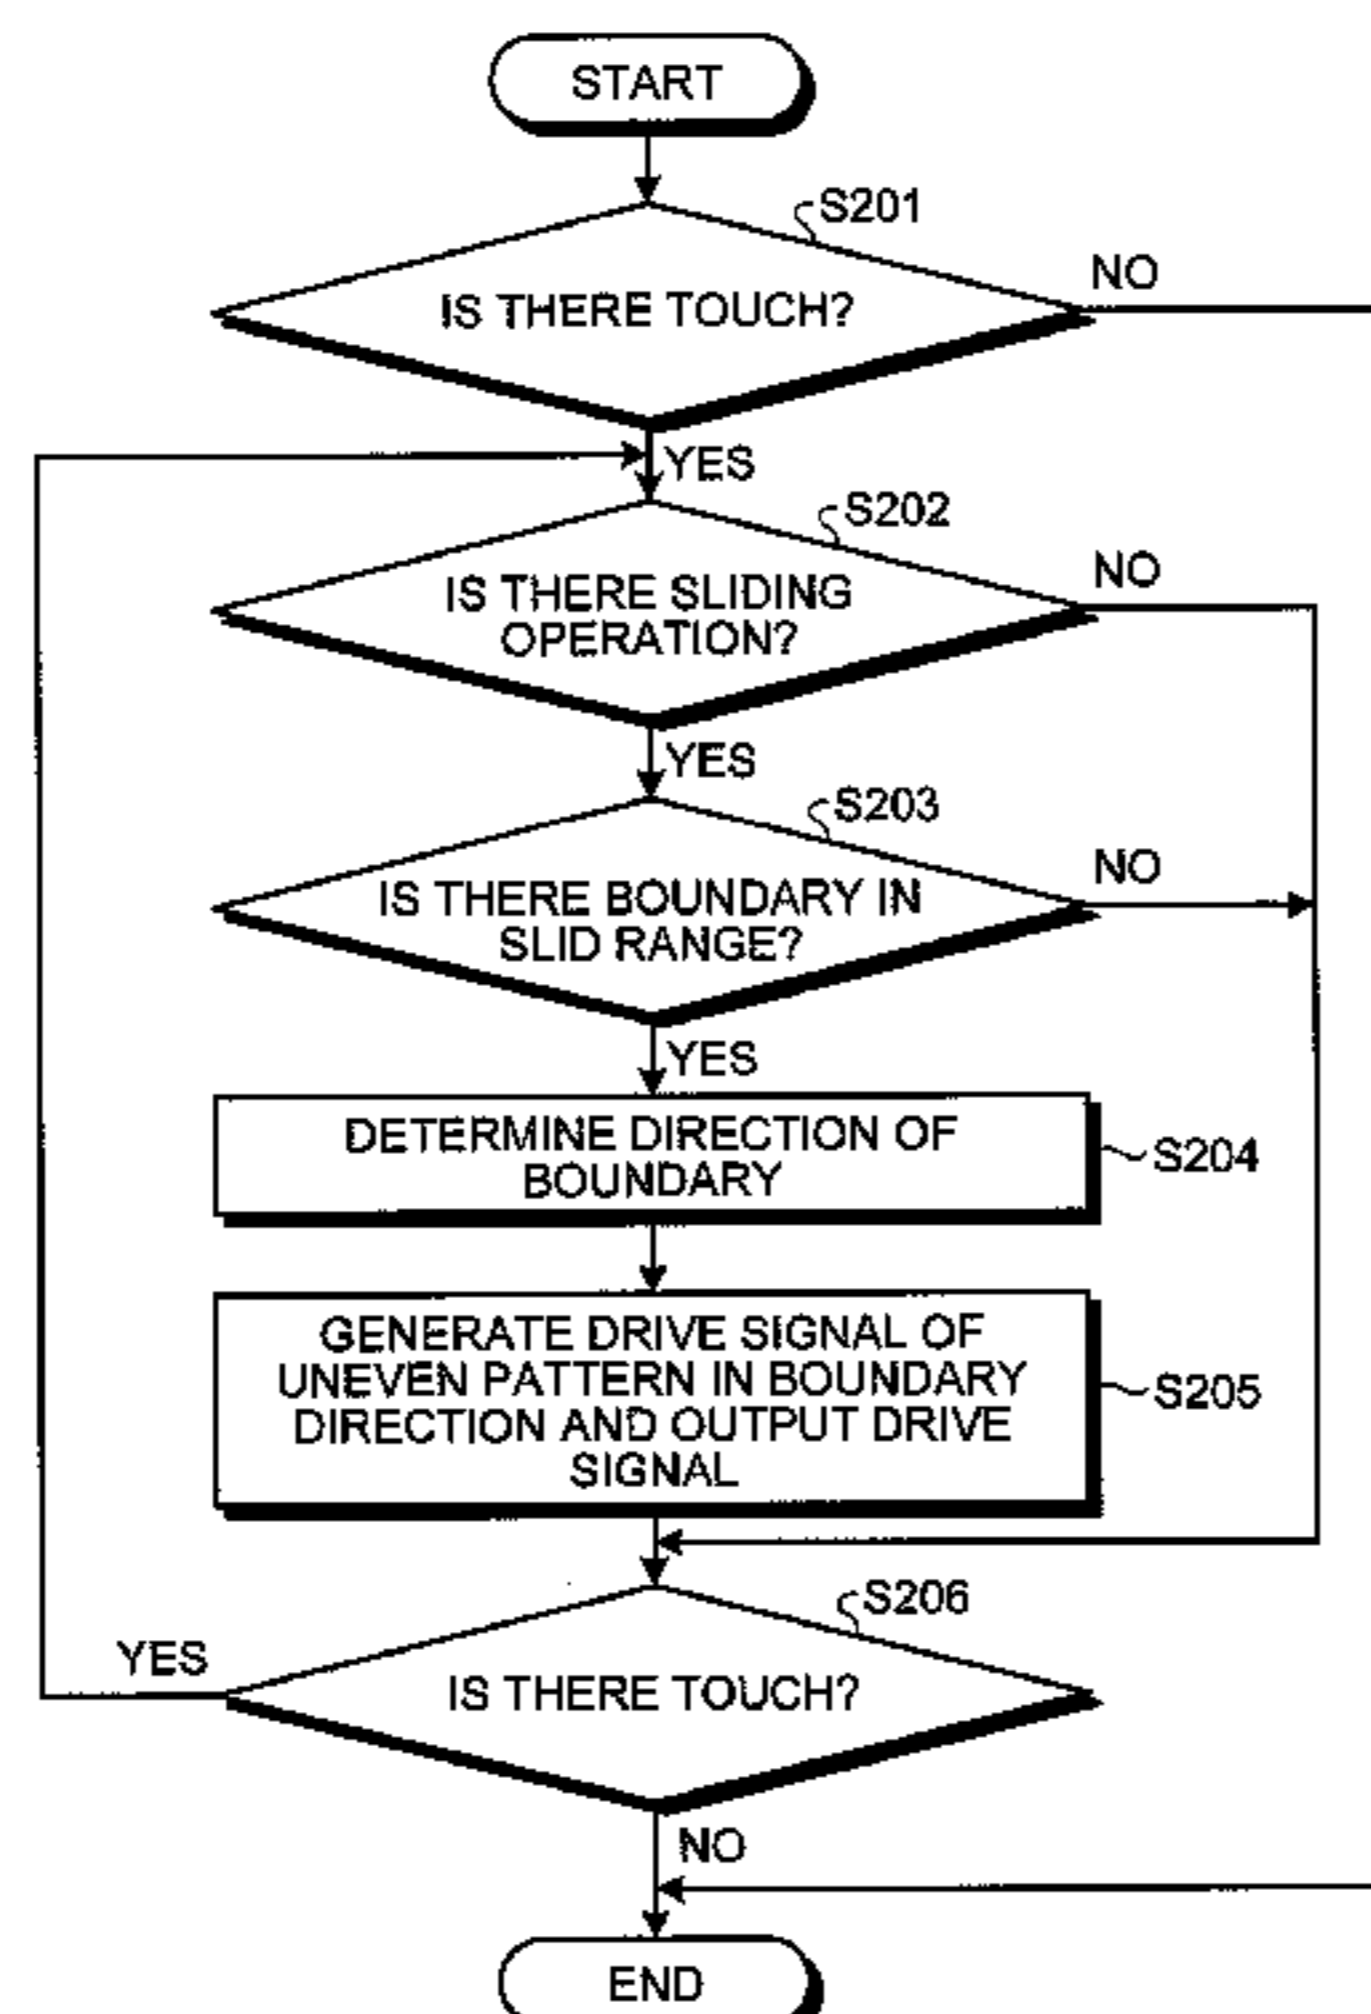 START
S201
IS THERE TOUCH?
NO
YES
S202
IS THERE SLIDING
OPERATION?
NO
YES
S203
IS THERE BOUNDARY IN
SLID RANGE?
NO
YES
DETERMINE DIRECTION OF
BOUNDARY
S204
GENERATE DRIVE SIGNAL OF
UNEVEN PATTERN IN BOUNDARY
DIRECTION AND OUTPUT DRIVE
SIGNAL
S205
S206
YES
IS THERE TOUCH?
NO
END